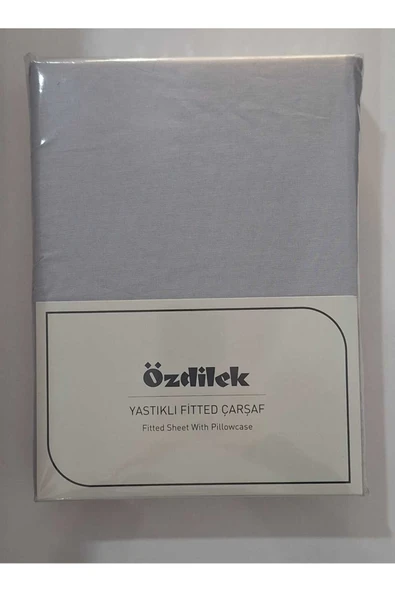 Özdilek
YASTIKLI FİTTED ÇARŞAF
Fitted Sheet With Pillowcase